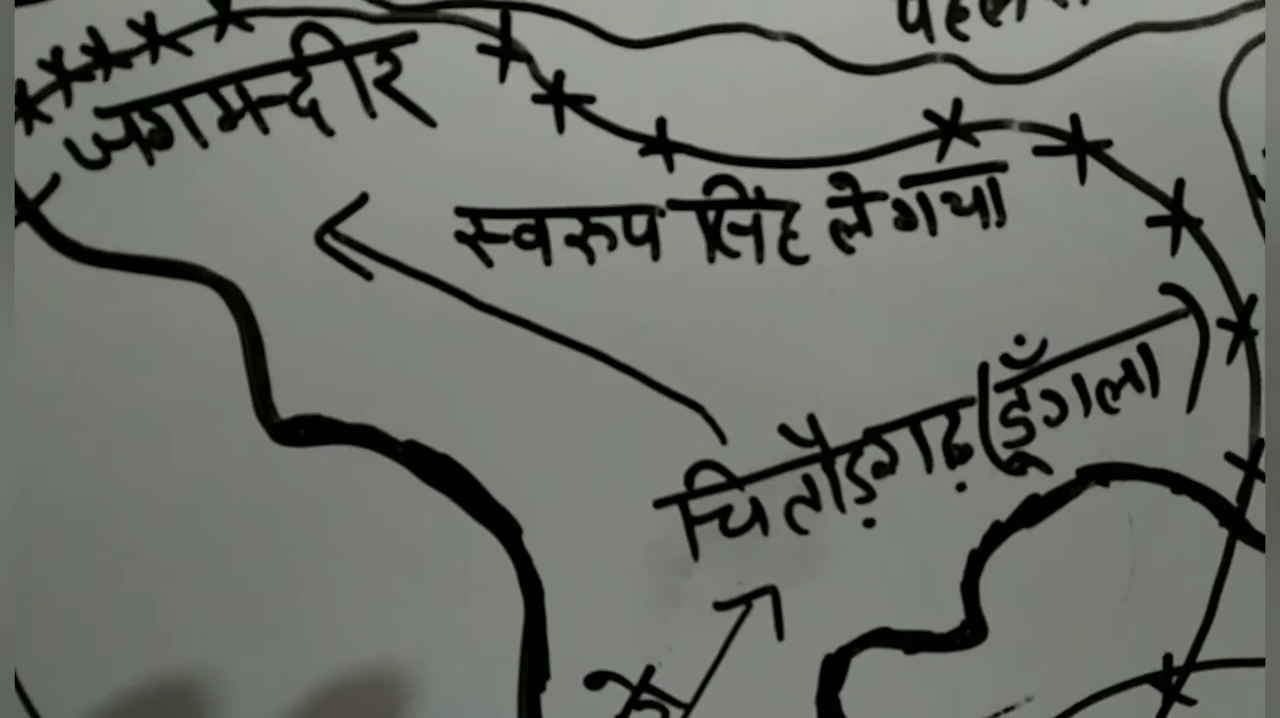 जगमन्दीर
स्वरुप सिंह ले गया
चितौड़गढ़ (डूँगला)